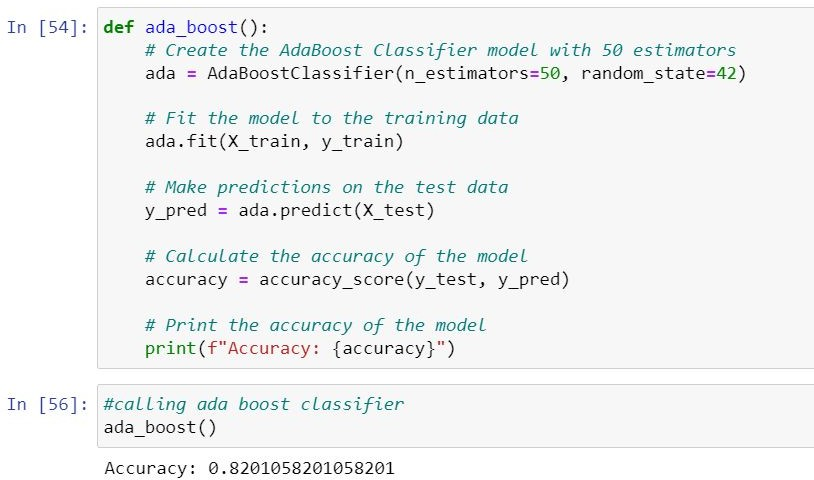 In [54]: def ada_boost():
    # Create the AdaBoost Classifier model with 50 estimators
    ada = AdaBoostClassifier(n_estimators=50, random_state=42)
    # Fit the model to the training data
    ada.fit(X_train, y_train)
    # Make predictions on the test data
    y_pred = ada.predict(X_test)
    # Calculate the accuracy of the model
    accuracy = accuracy_score(y_test, y_pred)
    # Print the accuracy of the model
    print(f"Accuracy: {accuracy}")
In [56]: #calling ada boost classifier
ada_boost()
Accuracy: 0.8201058201058201